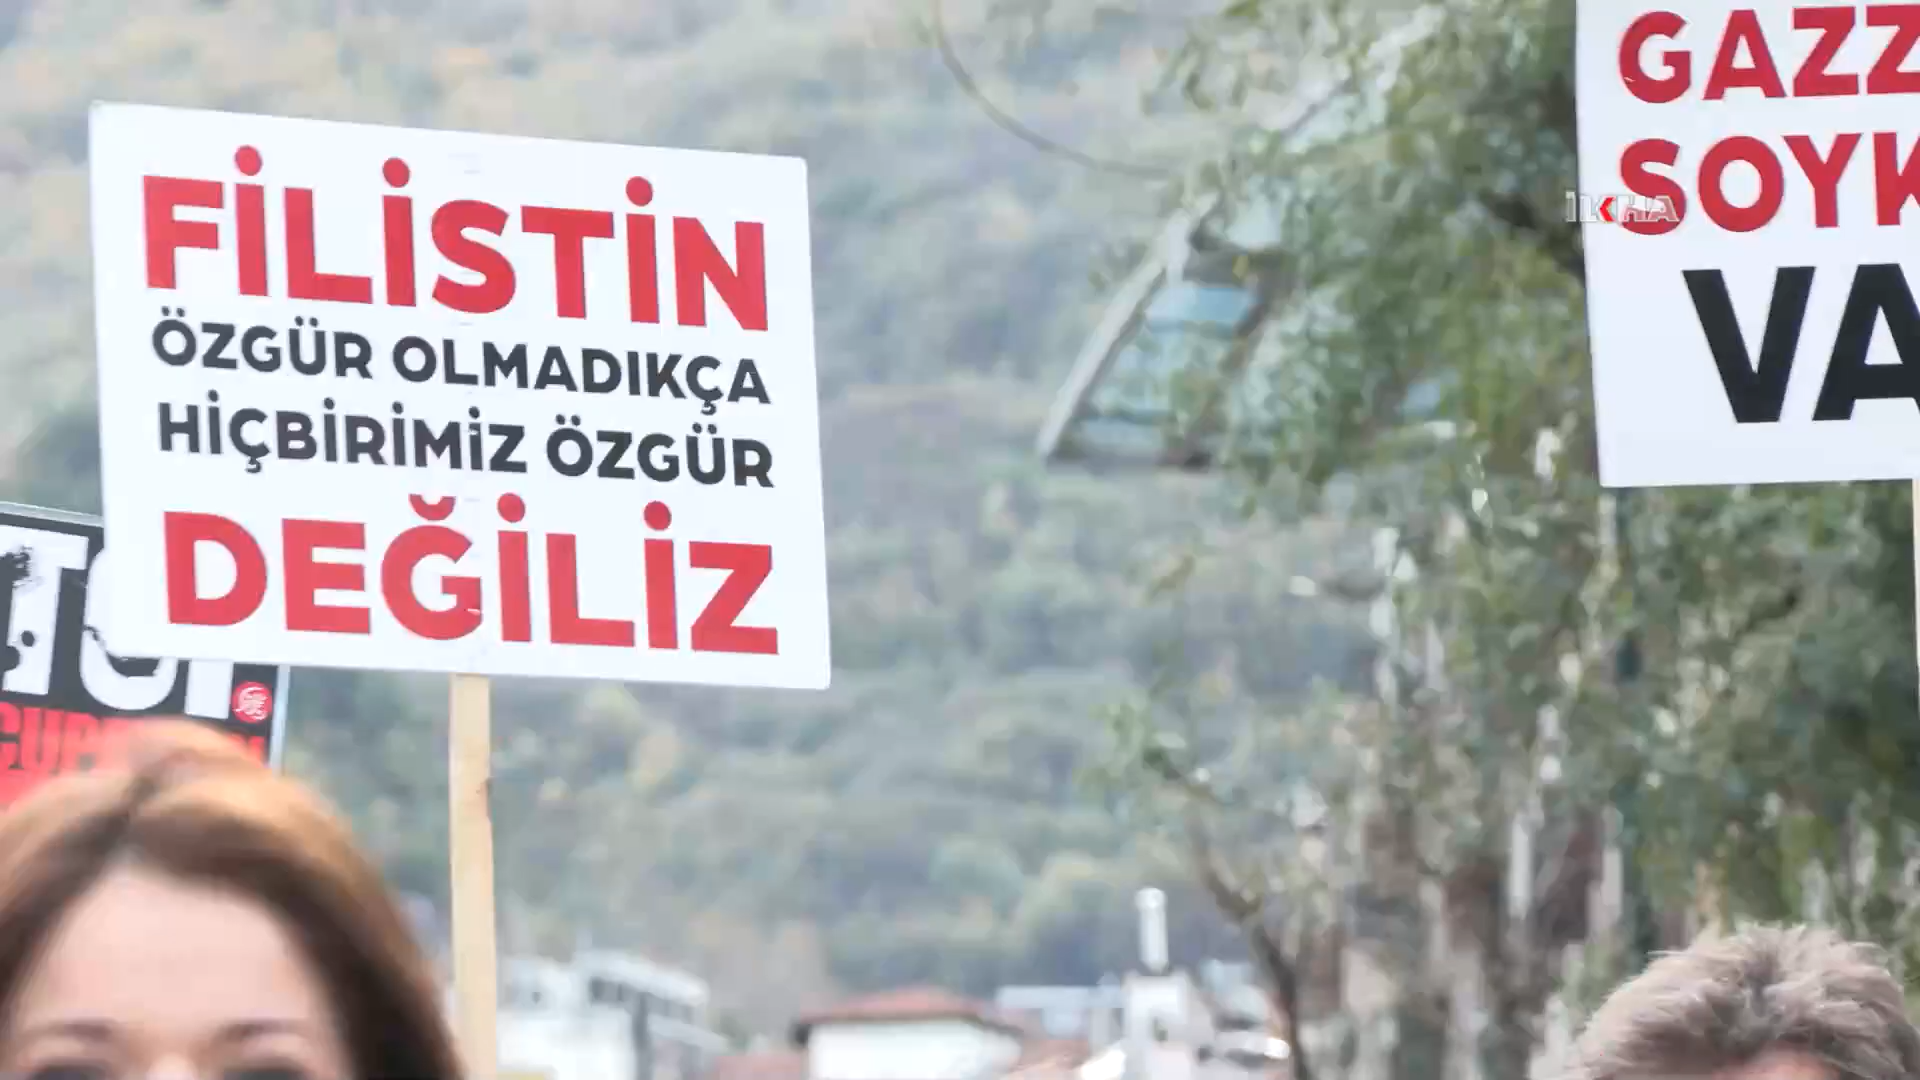 FİLİSTİN
ÖZGÜR OLMADIKÇA
HİÇBİRİMİZ ÖZGÜR
DEĞİLİZ
GAZZ
SOYK
VA
İLKHA